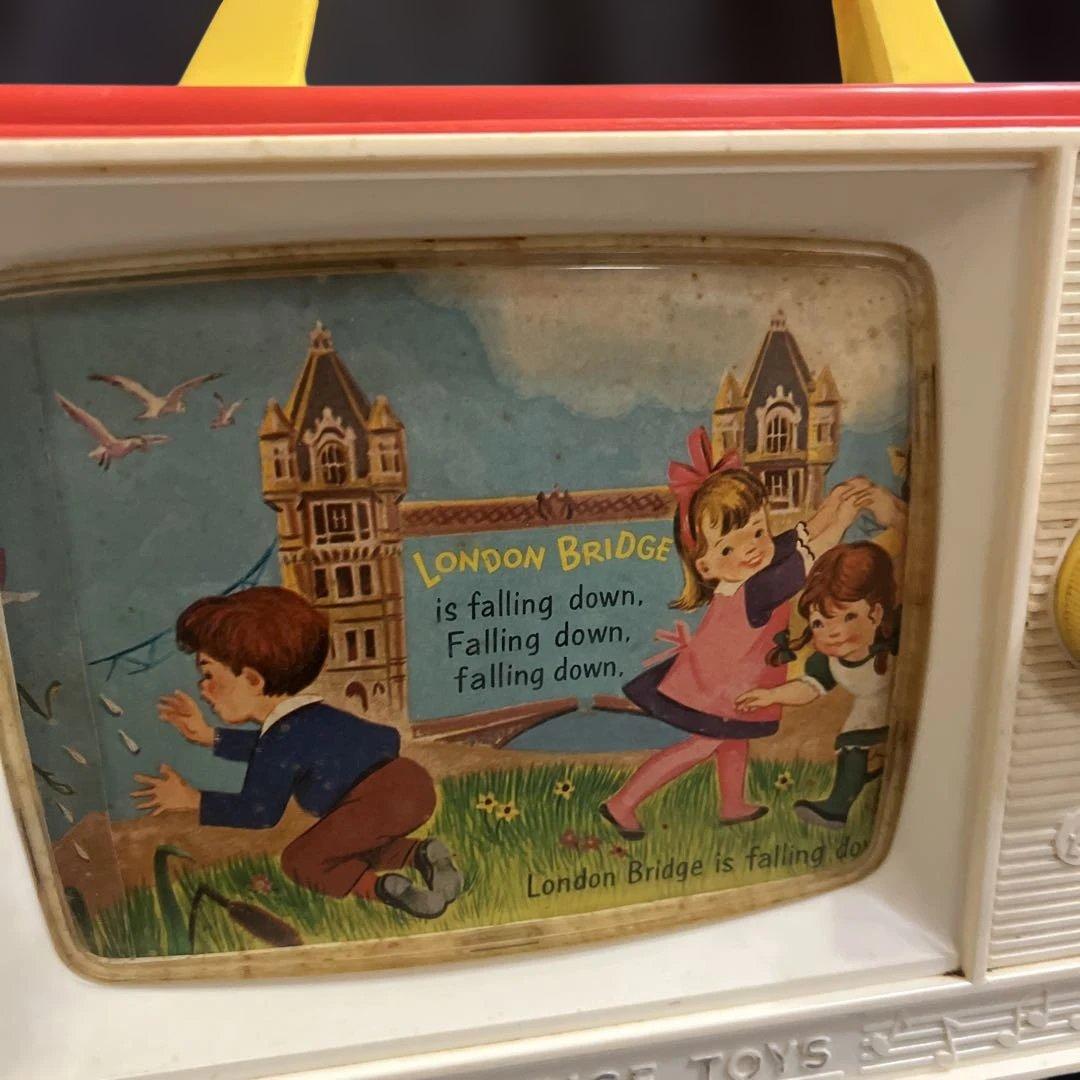 LONDON BRIDGE
is falling down,
Falling down,
falling down,
London Bridge is falling
TOYS